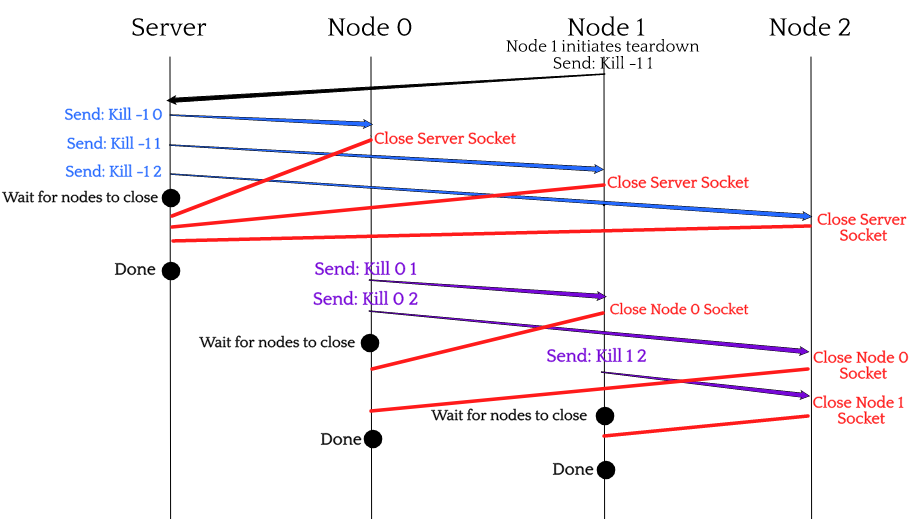 Server
Node 0
Node 1
Node 2
Node 1 initiates teardown
Send: Kill -1 1
Send: Kill -1 0
Close Server Socket
Send: Kill -1 1
Send: Kill -1 2
Close Server Socket
Wait for nodes to close
Close Server
Socket
Done
Send: Kill 0 1
Send: Kill 0 2
Close Node 0 Socket
Wait for nodes to close
Send: Kill 1 2
Close Node 0
Socket
Close Node 1
Socket
Wait for nodes to close
Done
Done